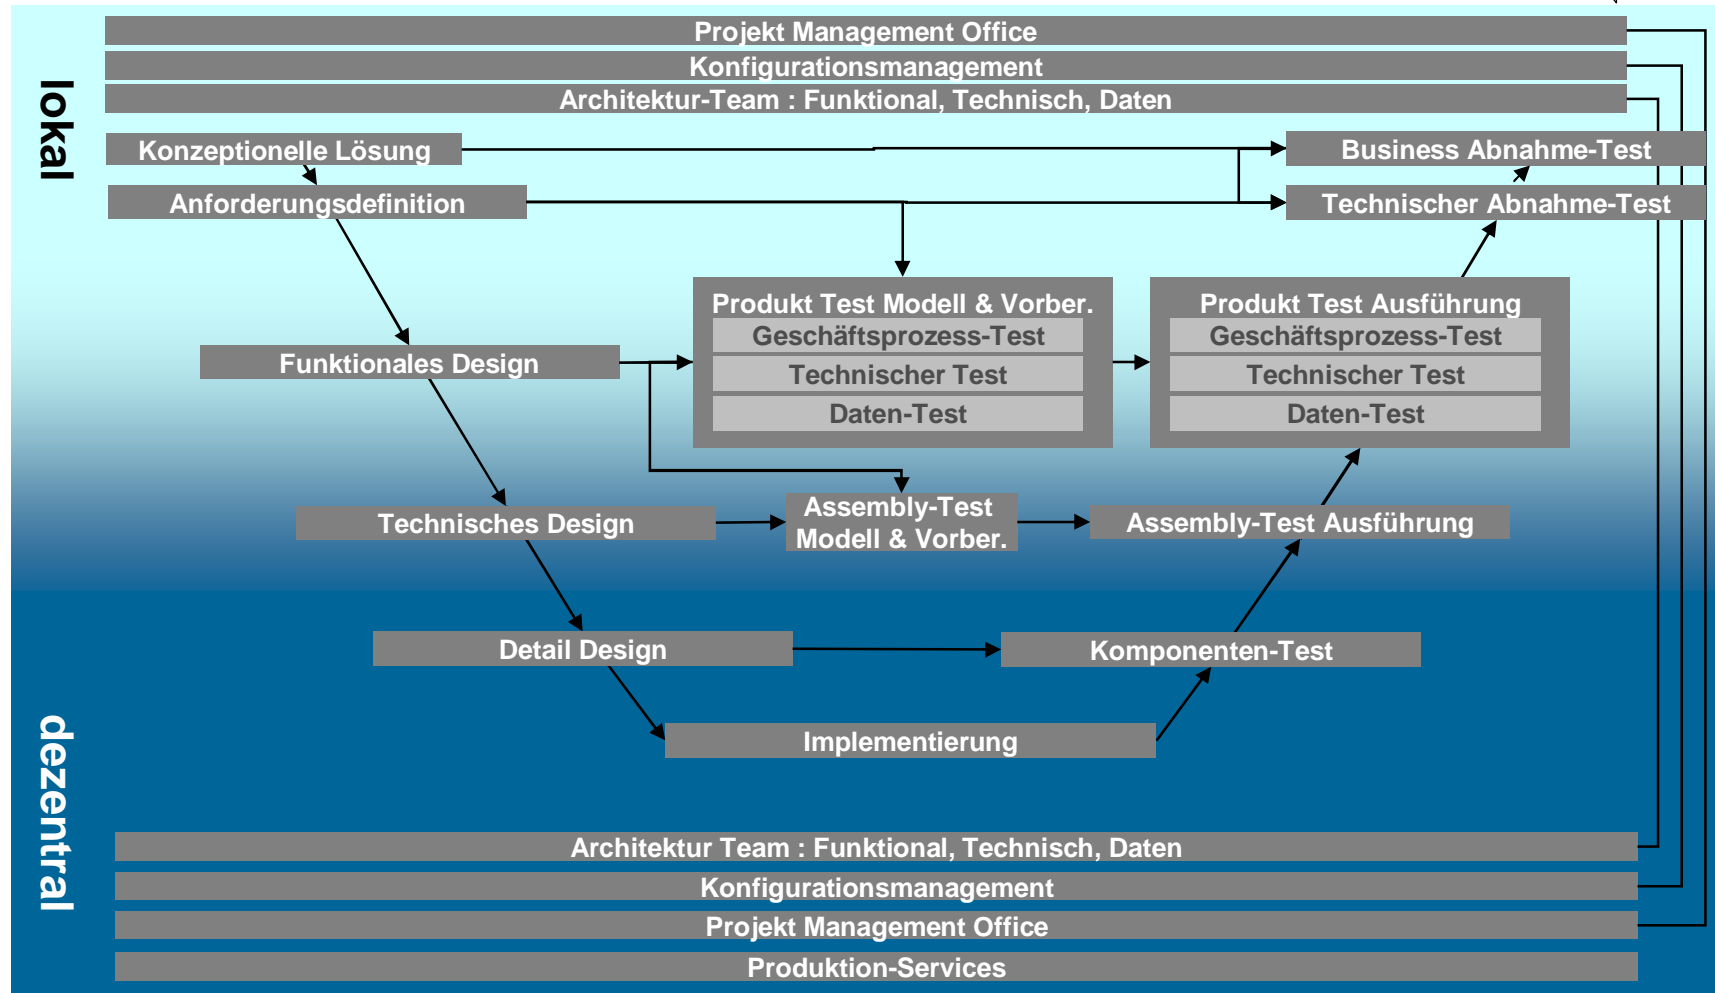 Projekt Management Office
Konfigurationsmanagement
Architektur-Team : Funktional, Technisch, Daten
lokal
Konzeptionelle Lösung
Business Abnahme-Test
Anforderungsdefinition
Technischer Abnahme-Test
Produkt Test Modell & Vorber.
Geschäftsprozess-Test
Technischer Test
Daten-Test
Produkt Test Ausführung
Geschäftsprozess-Test
Technischer Test
Daten-Test
Funktionales Design
Technisches Design
Assembly-Test
Modell & Vorber.
Assembly-Test Ausführung
Detail Design
Komponenten-Test
Implementierung
dezentral
Architektur Team : Funktional, Technisch, Daten
Konfigurationsmanagement
Projekt Management Office
Produktion-Services